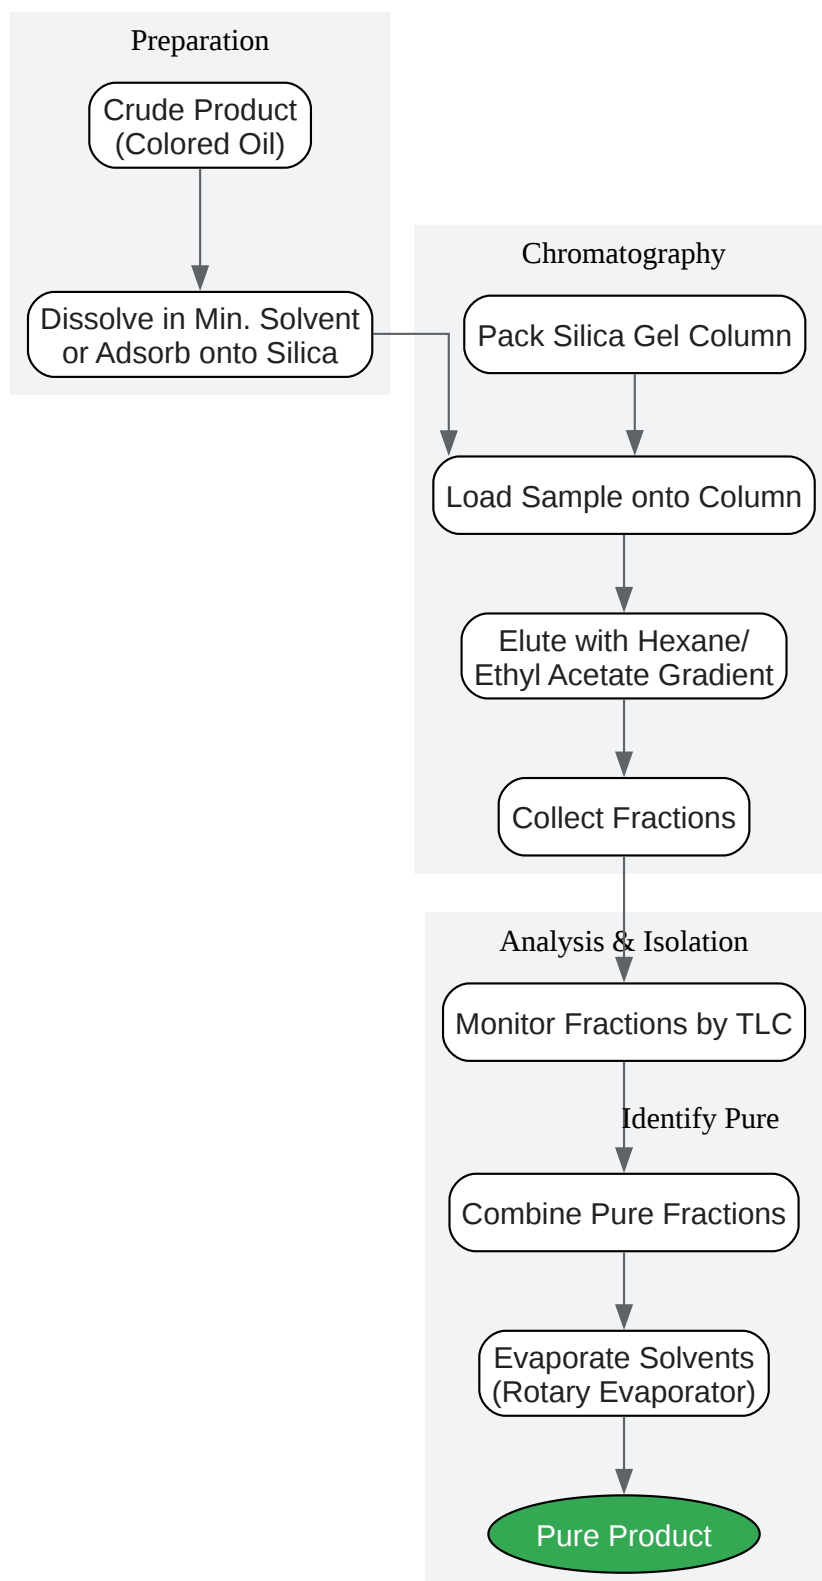 Preparation
Crude Product
(Colored Oil)
Dissolve in Min. Solvent
or Adsorb onto Silica
Chromatography
Pack Silica Gel Column
Load Sample onto Column
Elute with Hexane/
Ethyl Acetate Gradient
Collect Fractions
Analysis & Isolation
Monitor Fractions by TLC
Identify Pure
Combine Pure Fractions
Evaporate Solvents
(Rotary Evaporator)
Pure Product